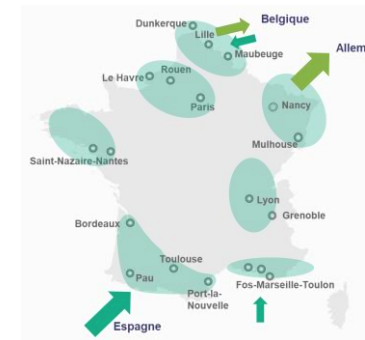 Dunkerque
Belgique
Lille
Allem
Maubeuge
Rouen
Le Havre
Paris
Nancy
Mulhouse
Saint-Nazaire-Nantes
Lyon
Grenoble
Bordeaux
Toulouse
Pau
Port-la-
Nouvelle
Fos-Marseille-Toulon
Espagne